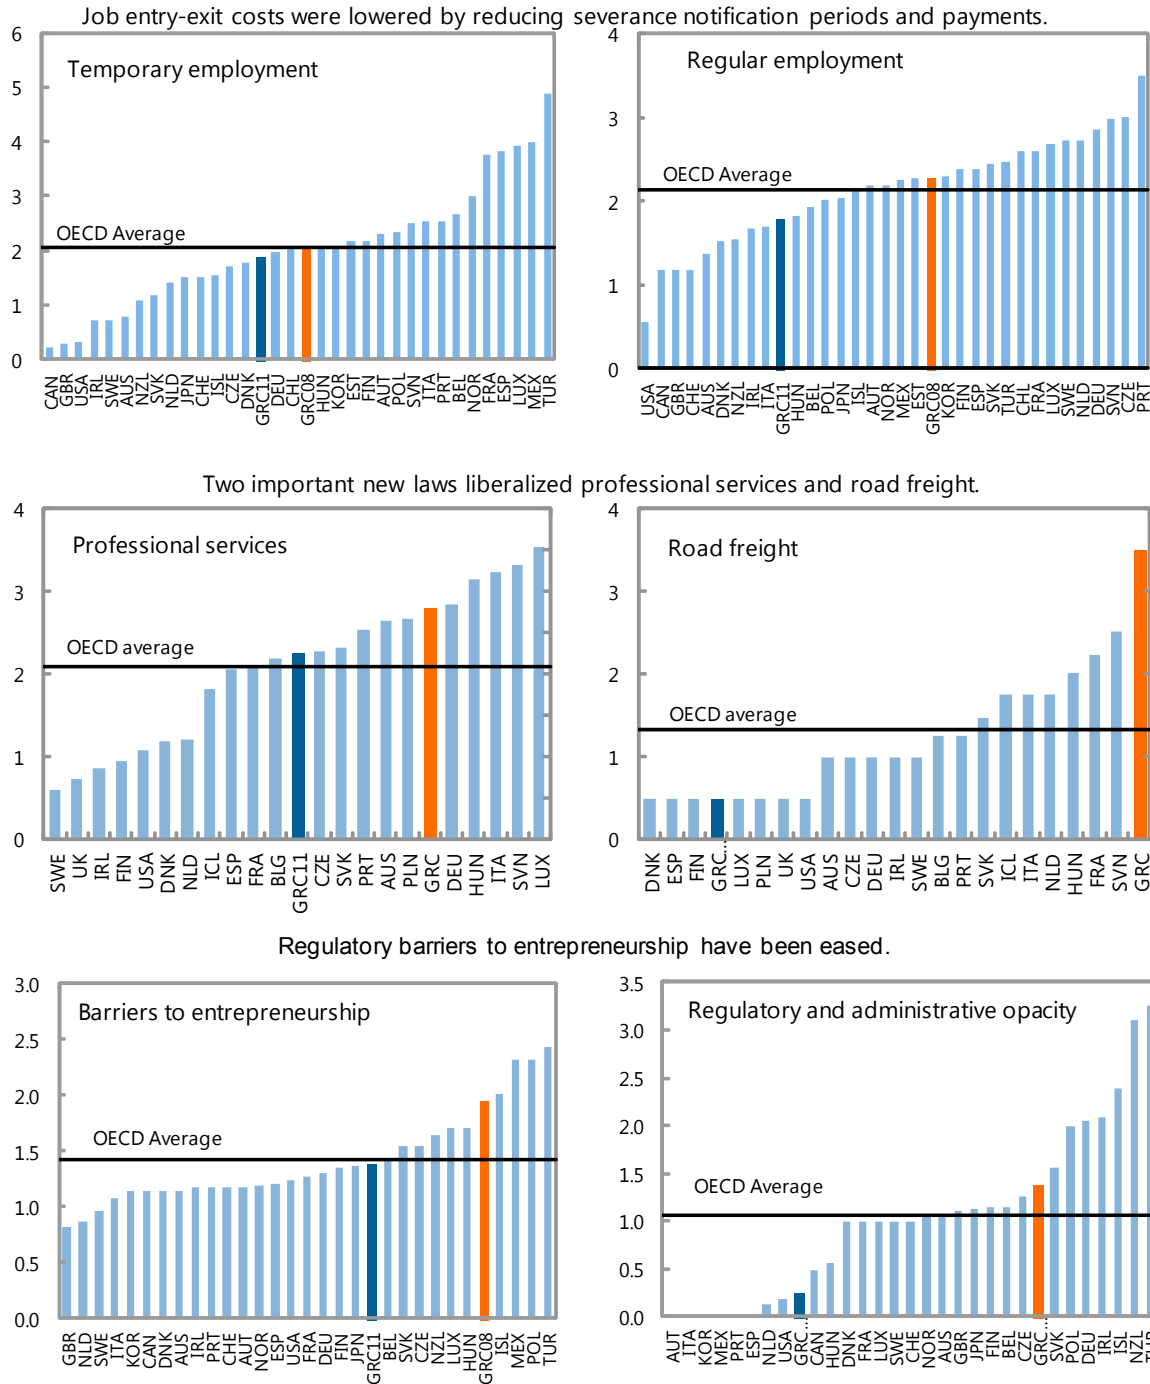 Job entry-exit costs were lowered by reducing severance notification periods and payments.
Temporary employment
OECD Average
6
5
4
3
2
1
0
CAN GBR USA IRL SWE AUS NZL SVK NLD JPN CHE ISL CZE DNK GRC11 DEU CHL GRC08 HUN KOR EST FIN AUT POL SVN ITA PRT BEL NOR FRA ESP LUX MEX TUR
Regular employment
OECD Average
4
3
2
1
0
USA CAN GBR CHE AUS DNK NZL IRL ITA GRC11 HUN BEL POL JPN ISL AUT NOR MEX EST GRC08 KOR FIN ESP SVK TUR CHL FRA LUX SWE NLD DEU SVN CZE PRT
Two important new laws liberalized professional services and road freight.
Professional services
OECD average
4
3
2
1
0
SWE UK IRL FIN USA DNK NLD ICL ESP FRA BLG GRC11 CZE SVK PRT AUS PLN GRC DEU HUN ITA SVN LUX
Road freight
OECD average
4
3
2
1
0
DNK ESP FIN GRC... LUX PLN UK USA AUS CZE DEU IRL SWE BLG PRT SVK ICL ITA NLD HUN FRA SVN GRC
Regulatory barriers to entrepreneurship have been eased.
Barriers to entrepreneurship
OECD Average
3.0
2.5
2.0
1.5
1.0
0.5
0.0
GBR NLD SWE ITA KOR CAN DNK AUS IRL PRT CHE AUT NOR ESP USA FRA DEU FIN JPN GRC11 BEL SVK CZE NZL LUX HUN GRC08 ISL MEX POL TUR
Regulatory and administrative opacity
OECD Average
3.5
3.0
2.5
2.0
1.5
1.0
0.5
0.0
AUT ITA KOR MEX PRT ESP NLD USA GRC... CAN HUN DNK FRA LUX SWE CHE NOR AUS GBR JPN FIN BEL CZE GRC... SVK POL DEU IRL ISL NZL TUR